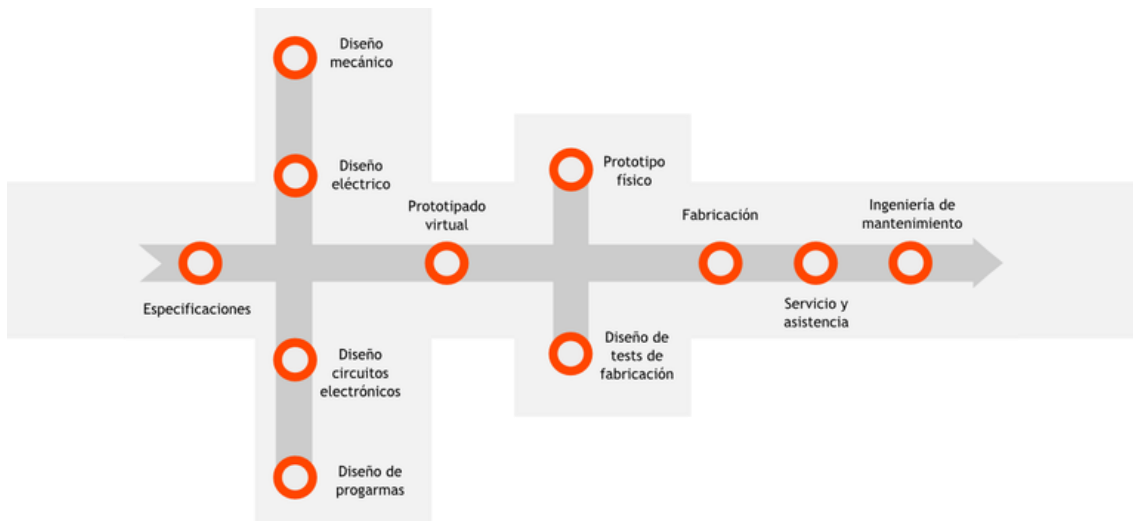 Diseño
mecánico
Diseño
eléctrico
Prototipado
virtual
Prototipo
físico
Fabricación
Ingeniería de
mantenimiento
Especificaciones
Servicio y
asistencia
Diseño
circuitos
electrónicos
Diseño de
tests de
fabricación
Diseño de
progarmas